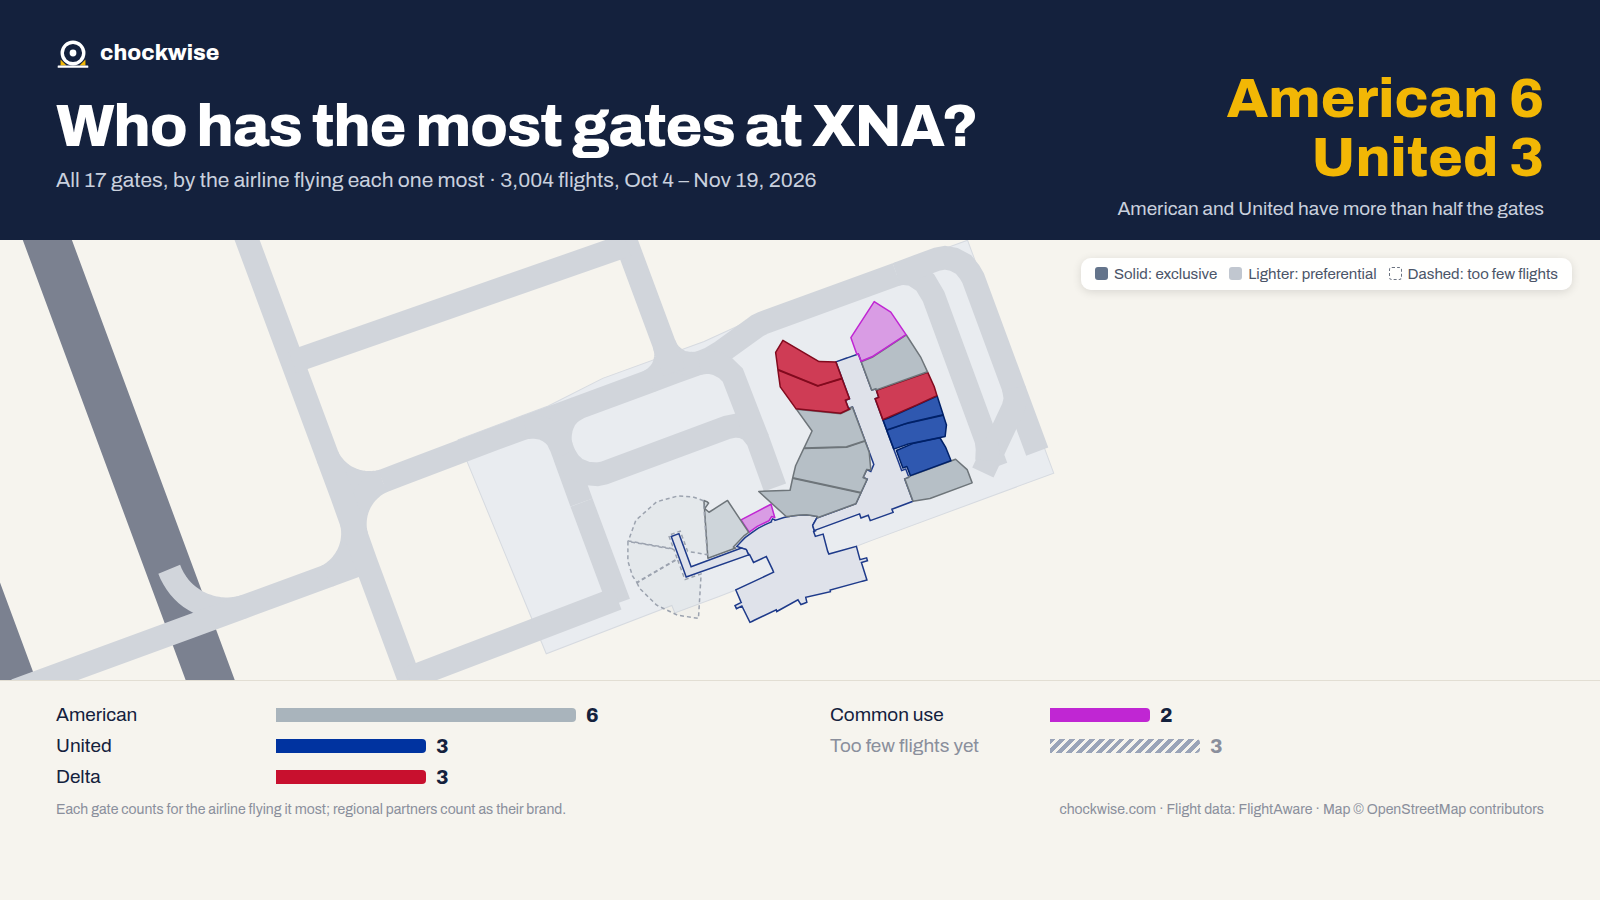 chockwise
Who has the most gates at XNA?
All 17 gates, by the airline flying each one most · 3,004 flights, Oct 4 – Nov 19, 2026
American 6
United 3
American and United have more than half the gates
Solid: exclusive Lighter: preferential Dashed: too few flights
American 6
United 3
Delta 3
Common use 2
Too few flights yet 3
Each gate counts for the airline flying it most; regional partners count as their brand.
chockwise.com · Flight data: FlightAware · Map © OpenStreetMap contributors